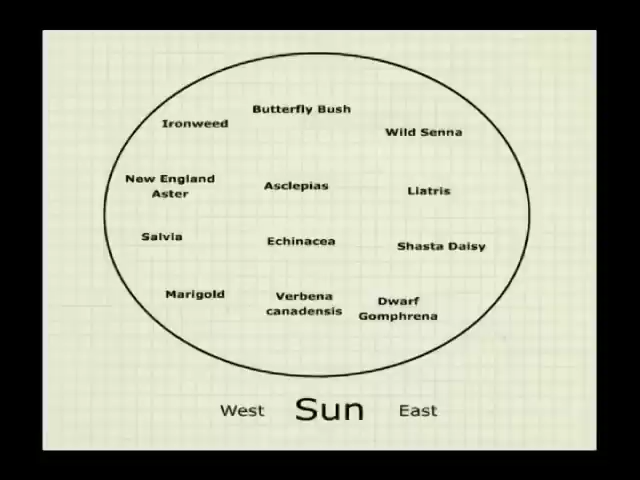 Butterfly Bush
Ironweed
Wild Senna
New England
Aster
Asclepias
Liatris
Salvia
Echinacea
Shasta Daisy
Marigold
Verbena
canadensis
Dwarf
Gomphrena
West Sun East